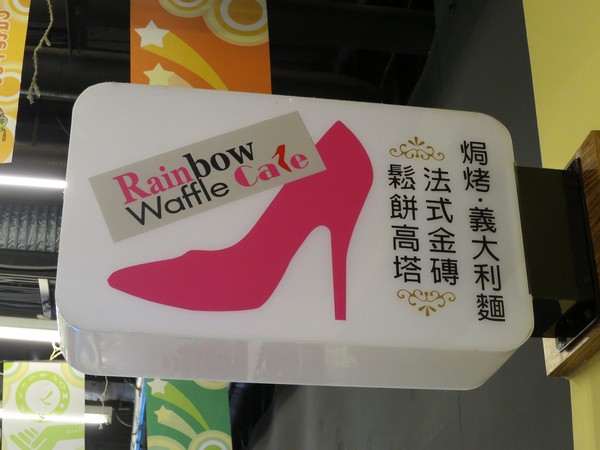 Rainbow Cafe
Waffle
焗烤·義大利麵
法式金磚
鬆餅高塔